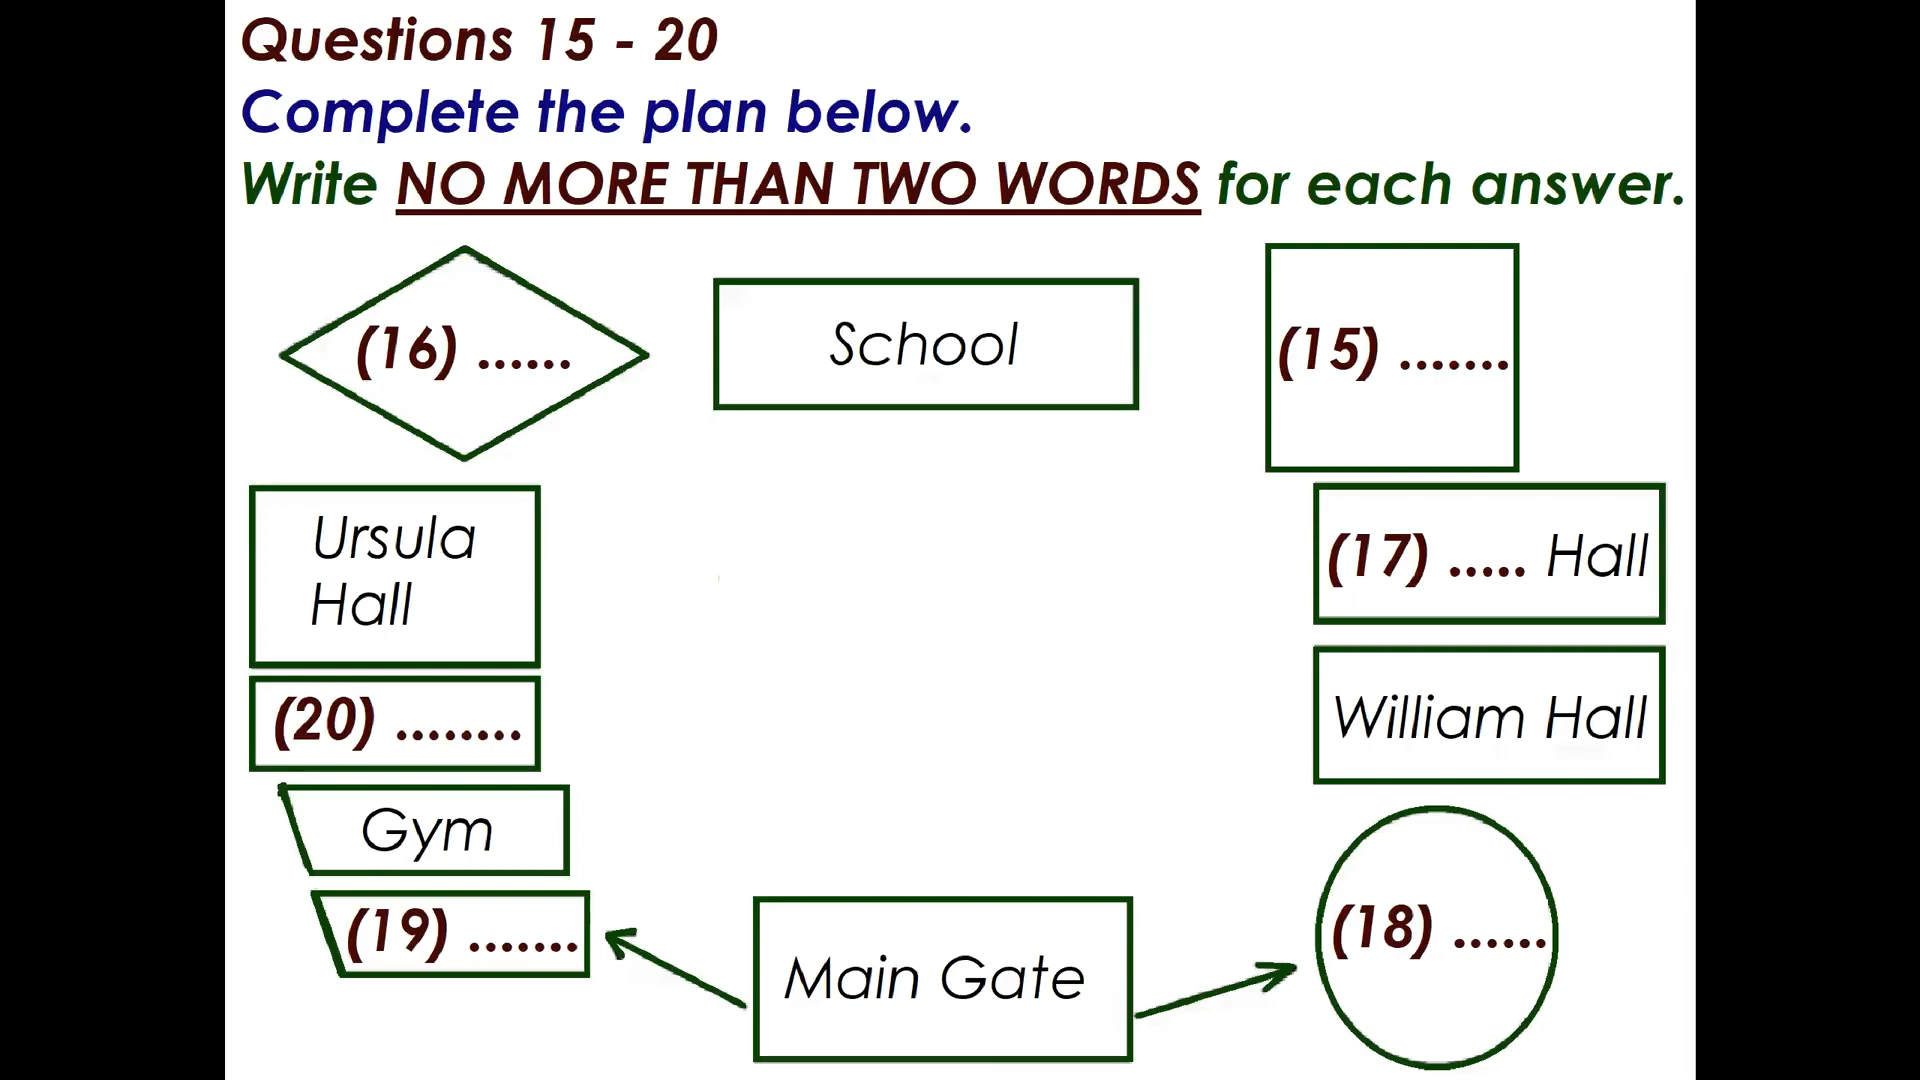 Questions 15 - 20
Complete the plan below.
Write NO MORE THAN TWO WORDS for each answer.
(16) ......
School
(15) .......
Ursula
Hall
(17) ..... Hall
(20) ........
William Hall
Gym
(19) .......
Main Gate
(18) ......